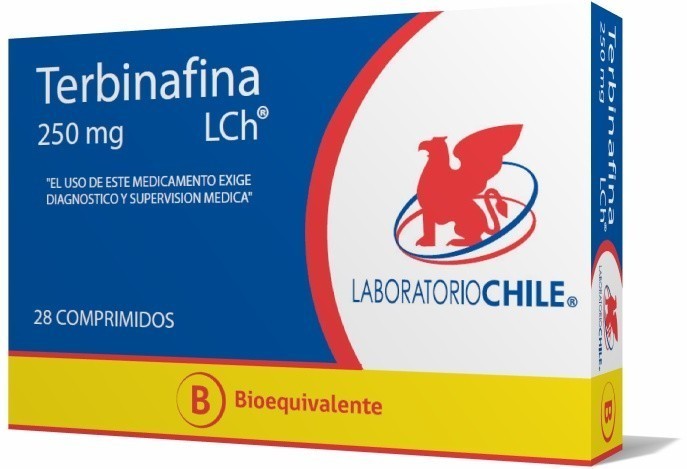 Terbinafina
250 mg LCh®
"EL USO DE ESTE MEDICAMENTO EXIGE
DIAGNOSTICO Y SUPERVISION MEDICA"
28 COMPRIMIDOS
LABORATORIOCHILE®
B Bioequivalente
Terbinafina
250 mg LCh®
LABORATORIOCHILE®
B